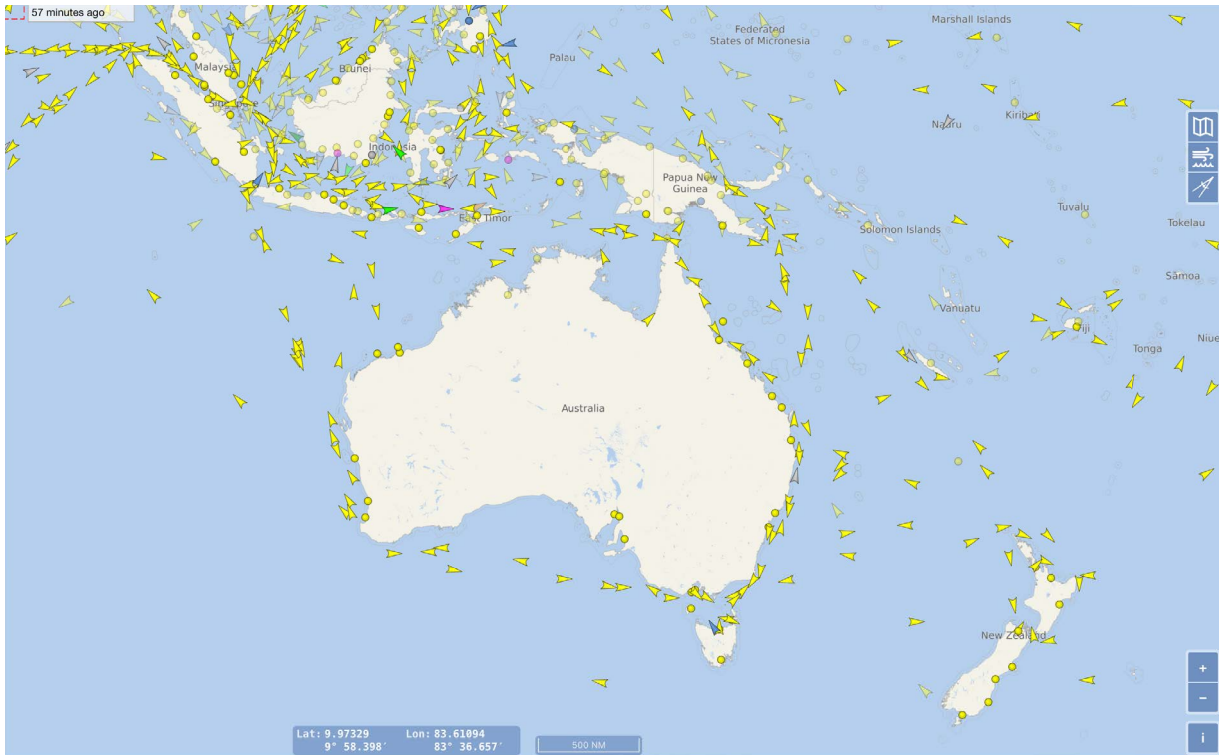 57 minutes ago
Marshall Islands
Federated
States of Micronesia
Palau
Malaysia
Brunei
Singapore
Kiribati
Nauru
Indonesia
Papua New
Guinea
Tuvalu
Tokelau
East Timor
Solomon Islands
Sāmoa
Vanuatu
Fiji
Tonga
Niue
Australia
New Zealand
Lat: 9.97329 Lon: 83.61094
9° 58.398´ 83° 36.657´
500 NM
+
−
i